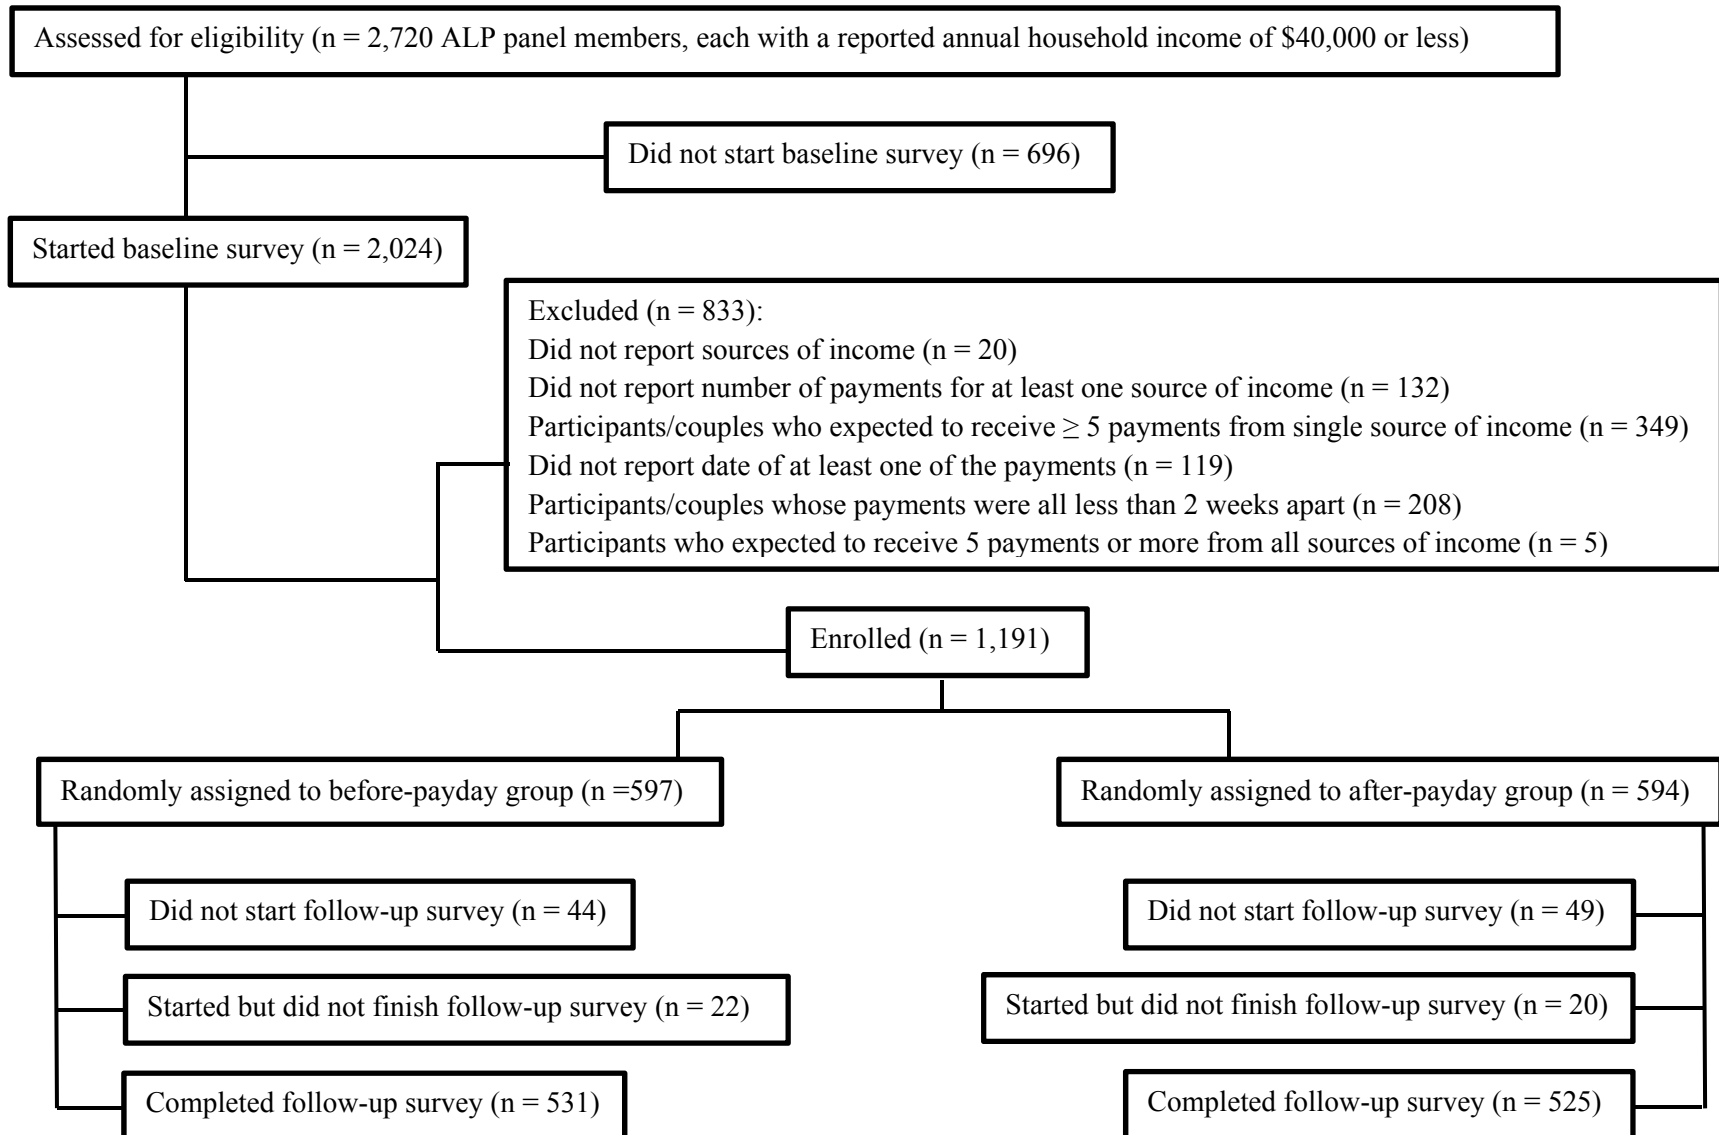 Assessed for eligibility (n = 2,720 ALP panel members, each with a reported annual household income of $40,000 or less)
Did not start baseline survey (n = 696)
Started baseline survey (n = 2,024)
Excluded (n = 833):
Did not report sources of income (n = 20)
Did not report number of payments for at least one source of income (n = 132)
Participants/couples who expected to receive ≥ 5 payments from single source of income (n = 349)
Did not report date of at least one of the payments (n = 119)
Participants/couples whose payments were all less than 2 weeks apart (n = 208)
Participants who expected to receive 5 payments or more from all sources of income (n = 5)
Enrolled (n = 1,191)
Randomly assigned to before-payday group (n =597)
Randomly assigned to after-payday group (n = 594)
Did not start follow-up survey (n = 44)
Did not start follow-up survey (n = 49)
Started but did not finish follow-up survey (n = 22)
Started but did not finish follow-up survey (n = 20)
Completed follow-up survey (n = 531)
Completed follow-up survey (n = 525)